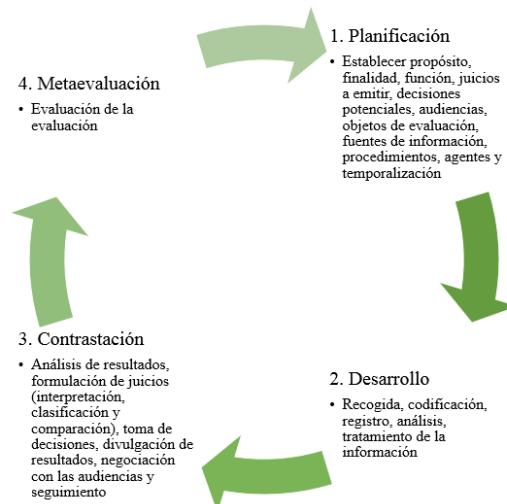 1. Planificación
• Establecer propósito,
finalidad, función, juicios
a emitir, decisiones
potenciales, audiencias,
objetos de evaluación,
fuentes de información,
procedimientos, agentes y
temporalización
2. Desarrollo
• Recogida, codificación,
registro, análisis,
tratamiento de la
información
3. Contrastación
• Análisis de resultados,
formulación de juicios
(interpretación,
clasificación y
comparación), toma de
decisiones, divulgación de
resultados, negociación
con las audiencias y
seguimiento
4. Metaevaluación
• Evaluación de la
evaluación